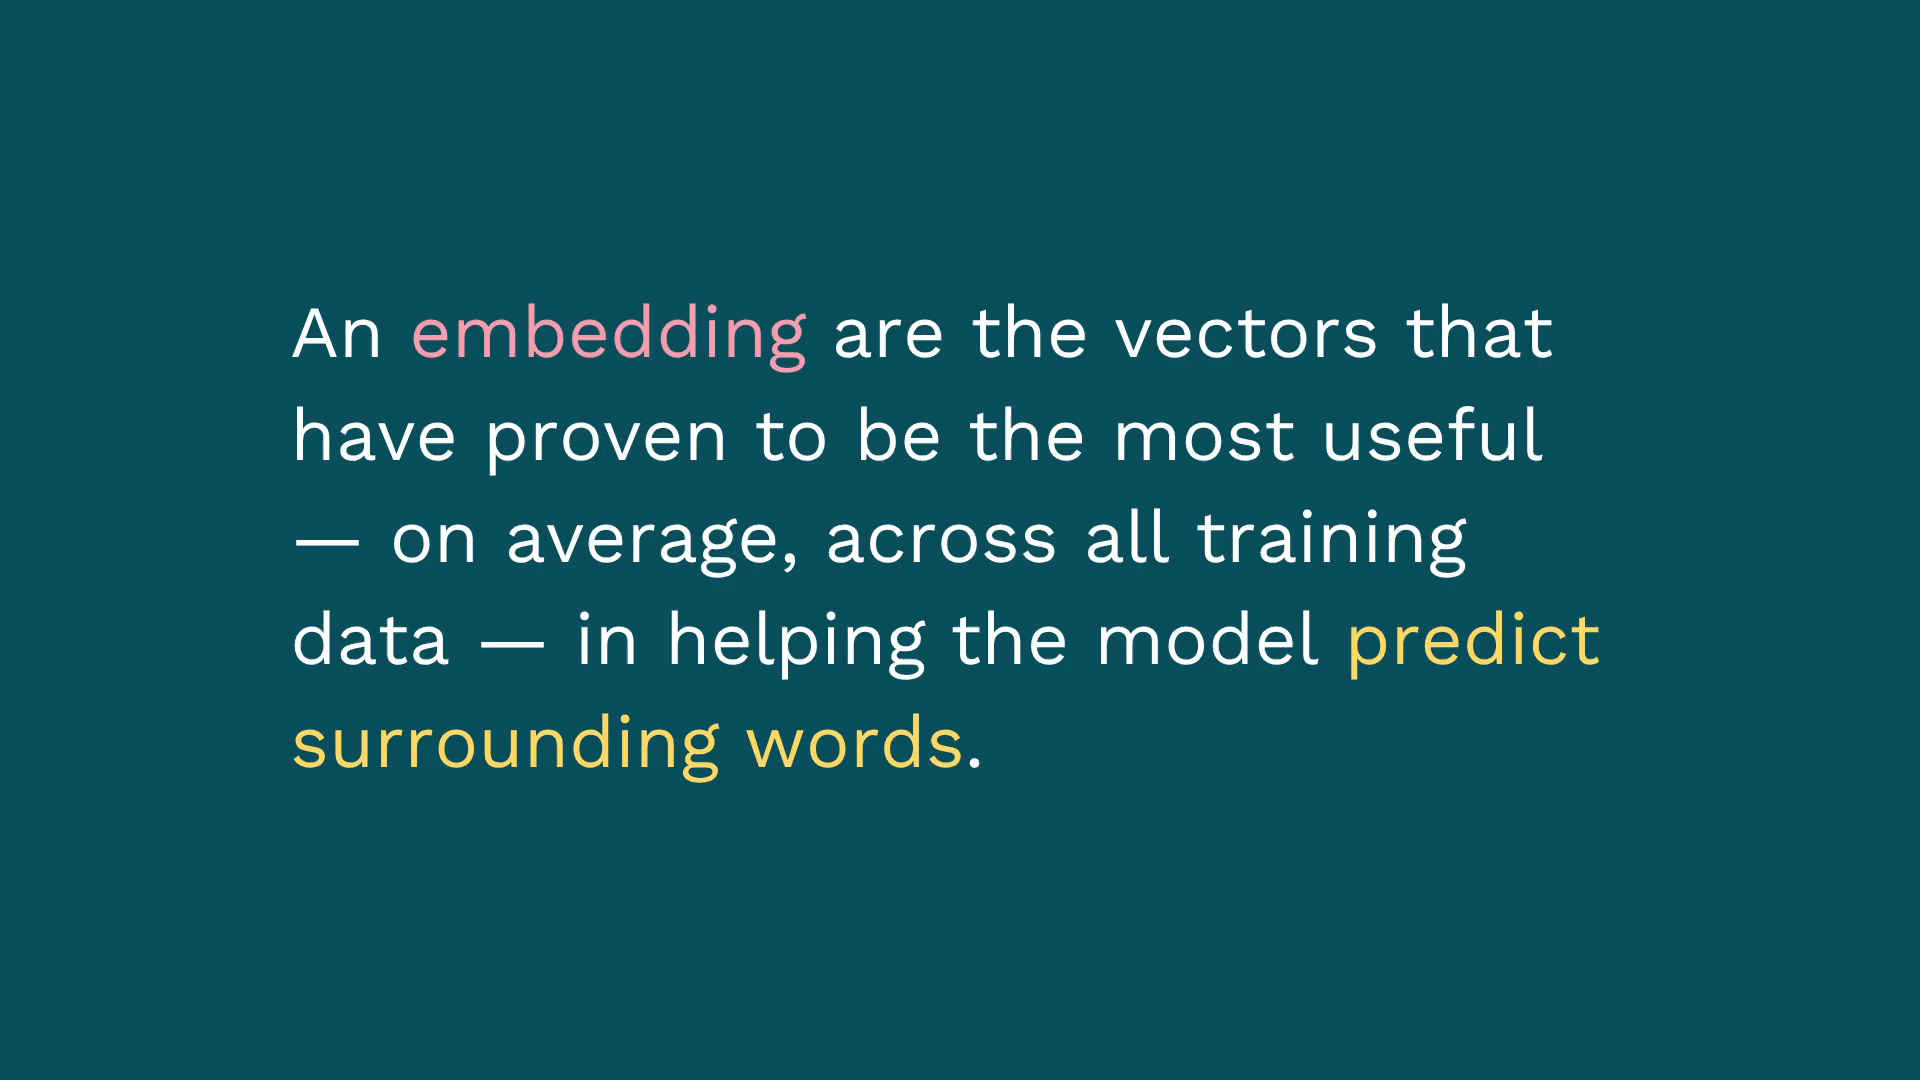 An embedding are the vectors that
have proven to be the most useful
— on average, across all training
data — in helping the model predict
surrounding words.